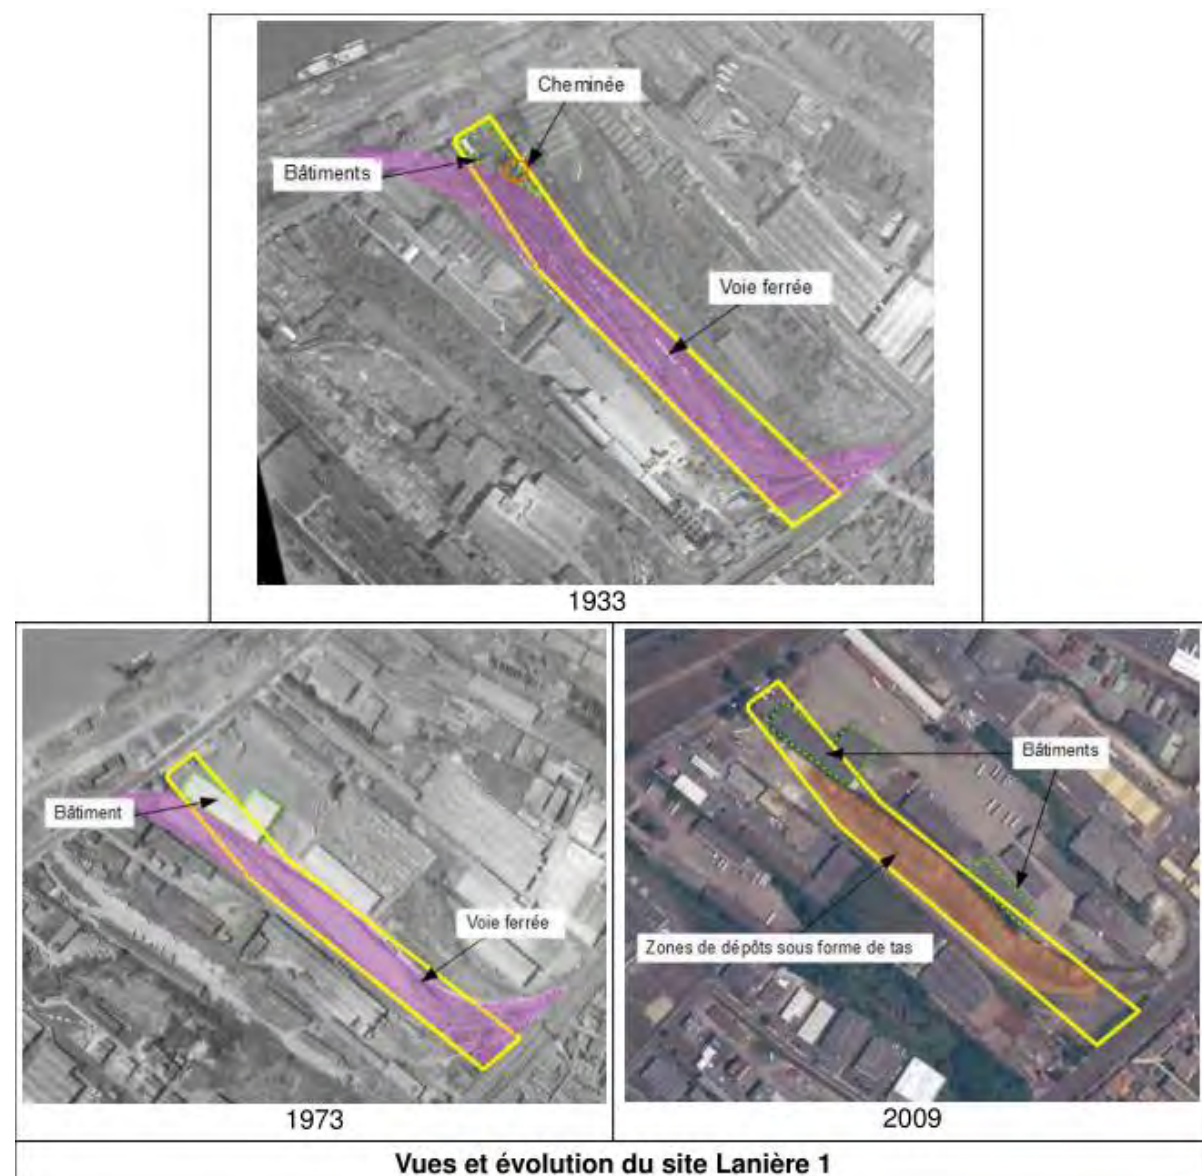 Cheminée
Bâtiments
Voie ferrée
1933
Bâtiment
Voie ferrée
1973
Bâtiments
Zones de dépôts sous forme de tas
2009
Vues et évolution du site Lanière 1